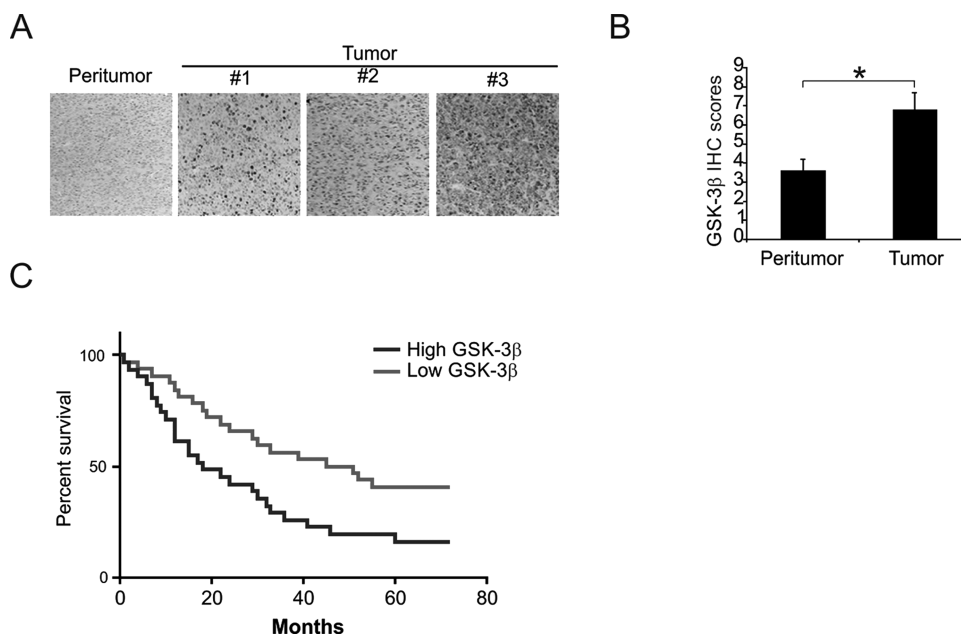 A
Tumor
Peritumor #1 #2 #3
B
GSK-3β IHC scores
9
8
7
6
5
4
3
2
1
0
*
Peritumor Tumor
C
High GSK-3β
Low GSK-3β
Percent survival
100
50
0
0 20 40 60 80
Months